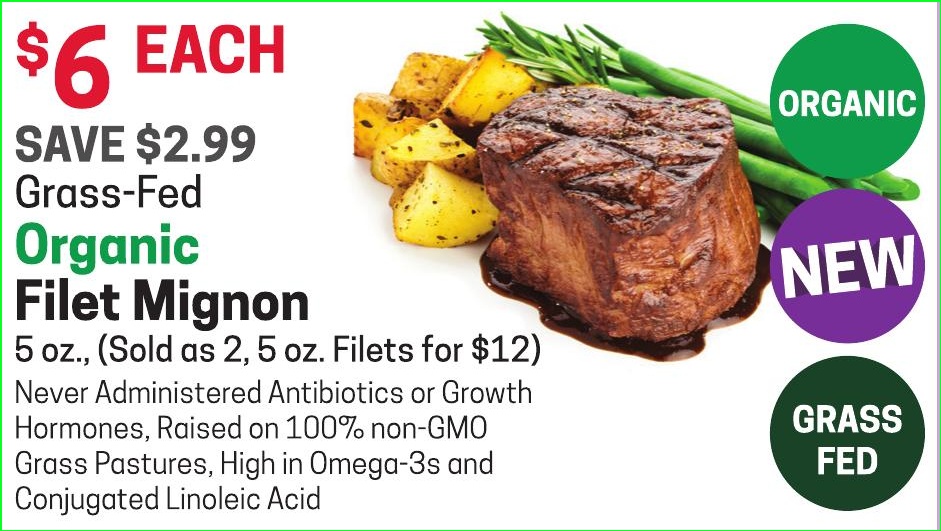 $6 EACH
SAVE $2.99
Grass-Fed
Organic
Filet Mignon
5 oz., (Sold as 2, 5 oz. Filets for $12)
Never Administered Antibiotics or Growth
Hormones, Raised on 100% non-GMO
Grass Pastures, High in Omega-3s and
Conjugated Linoleic Acid
ORGANIC
NEW
GRASS
FED